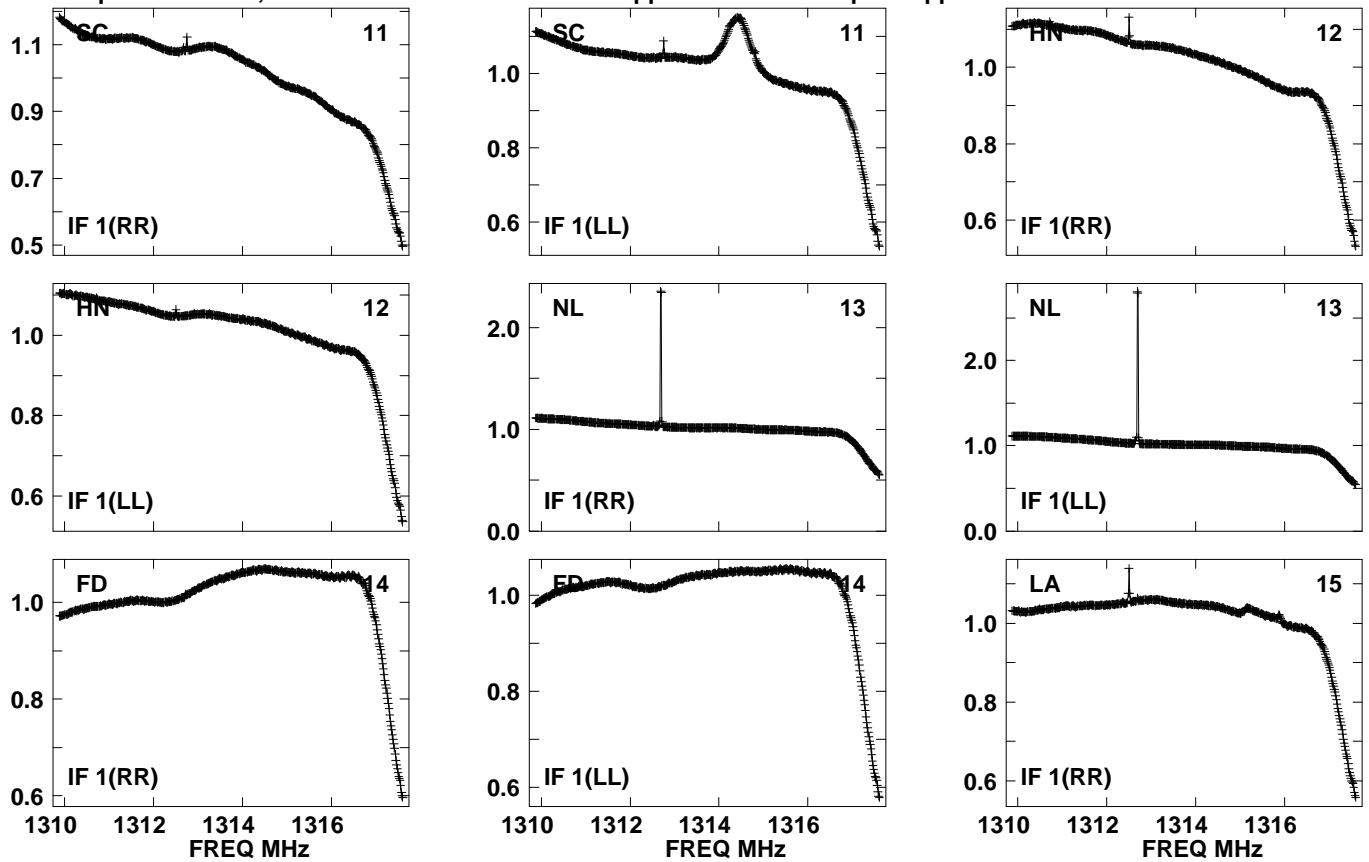 SC 11 SC 11 HN 12
1.1 1.0 1.0
0.9
0.8 0.8
0.7
IF 1(RR) IF 1(LL) IF 1(RR)
0.5 0.6 0.6
HN 12 NL 13 NL 13
1.0 2.0 2.0
0.8 1.0 1.0
0.6 IF 1(LL) IF 1(RR) IF 1(LL)
0.0 0.0
FD 14 FD 14 LA 15
1.0 1.0 1.0
0.8 0.8 0.8
IF 1(RR) IF 1(LL) IF 1(RR)
0.6 0.6 0.6
1310 1312 1314 1316 1310 1312 1314 1316 1310 1312 1314 1316
FREQ MHz FREQ MHz FREQ MHz